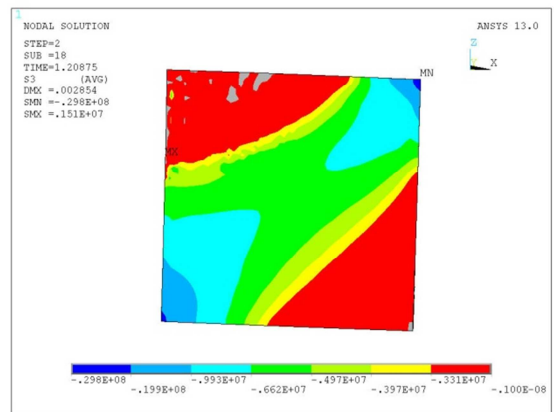 1
NODAL SOLUTION
ANSYS 13.0
STEP=2
SUB =18
TIME=1.20875
S3 (AVG)
DMX =.002854
SMN =-.298E+08
SMX =.151E+07
Z
Y X
MN
MX
-.298E+08 -.993E+07 -.497E+07 -.331E+07
-.199E+08 -.662E+07 -.397E+07 -.100E-08